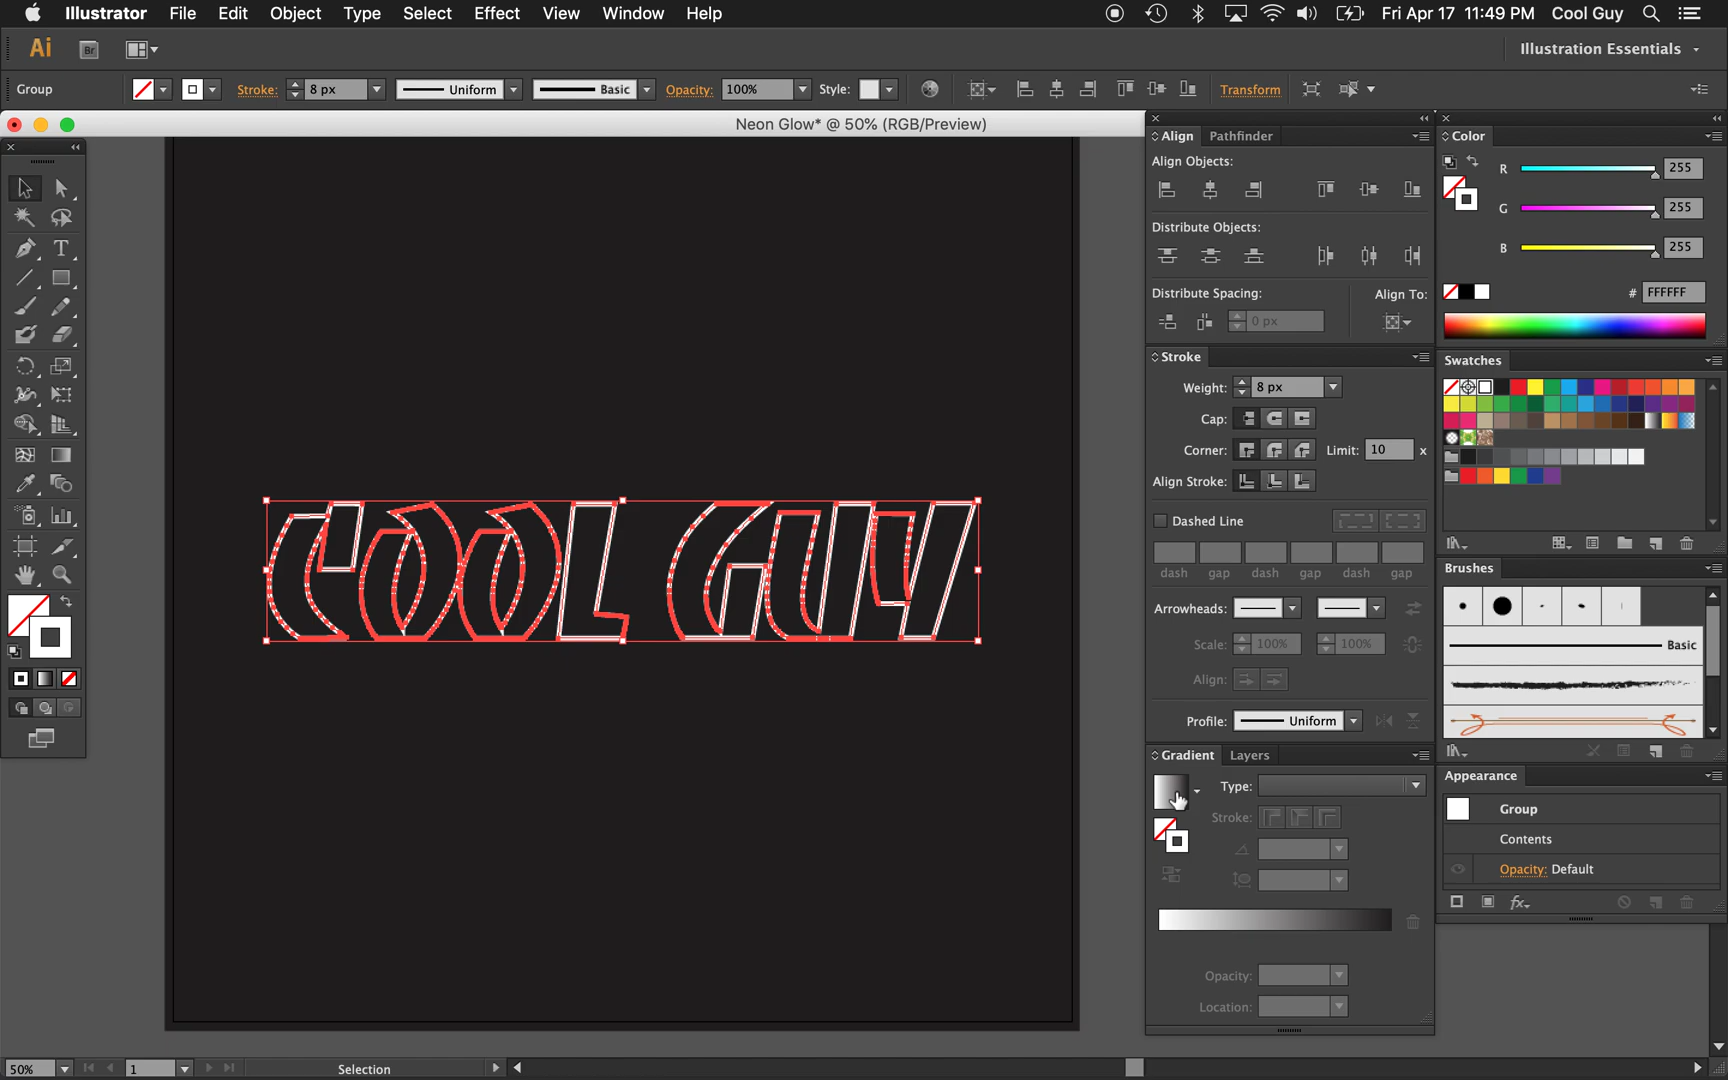 Illustrator File Edit Object Type Select Effect View Window Help Fri Apr 17 11:49 PM Cool Guy
Ai Br Illustration Essentials
Group Stroke: 8 px Uniform Basic Opacity: 100% Style: Transform
Neon Glow* @ 50% (RGB/Preview)
Align Pathfinder
Align Objects:
Distribute Objects:
Distribute Spacing: Align To:
0 px
Stroke
Weight: 8 px
Cap:
Corner: Limit: 10 x
Align Stroke:
Dashed Line
dash gap dash gap dash gap
Arrowheads:
Scale: 100% 100%
Align:
Profile: Uniform
Gradient Layers
Type:
Stroke:
Opacity:
Location:
Color
R 255
G 255
B 255
# FFFFFF
Swatches
Brushes
Basic
Appearance
Group
Contents
Opacity: Default
fx
COOL GUY
50% 1 Selection